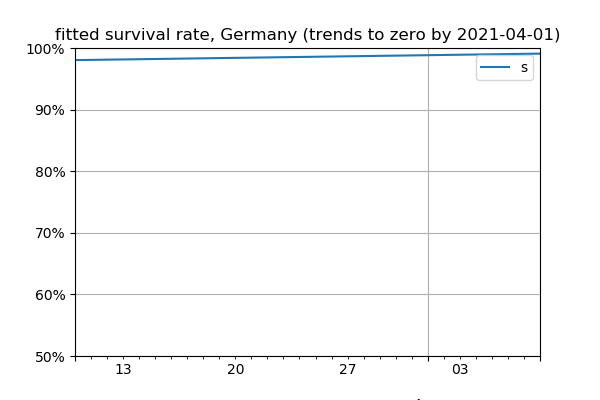 fitted survival rate, Germany (trends to zero by 2021-04-01)
100%
s
90%
80%
70%
60%
50%
13 20 27 03